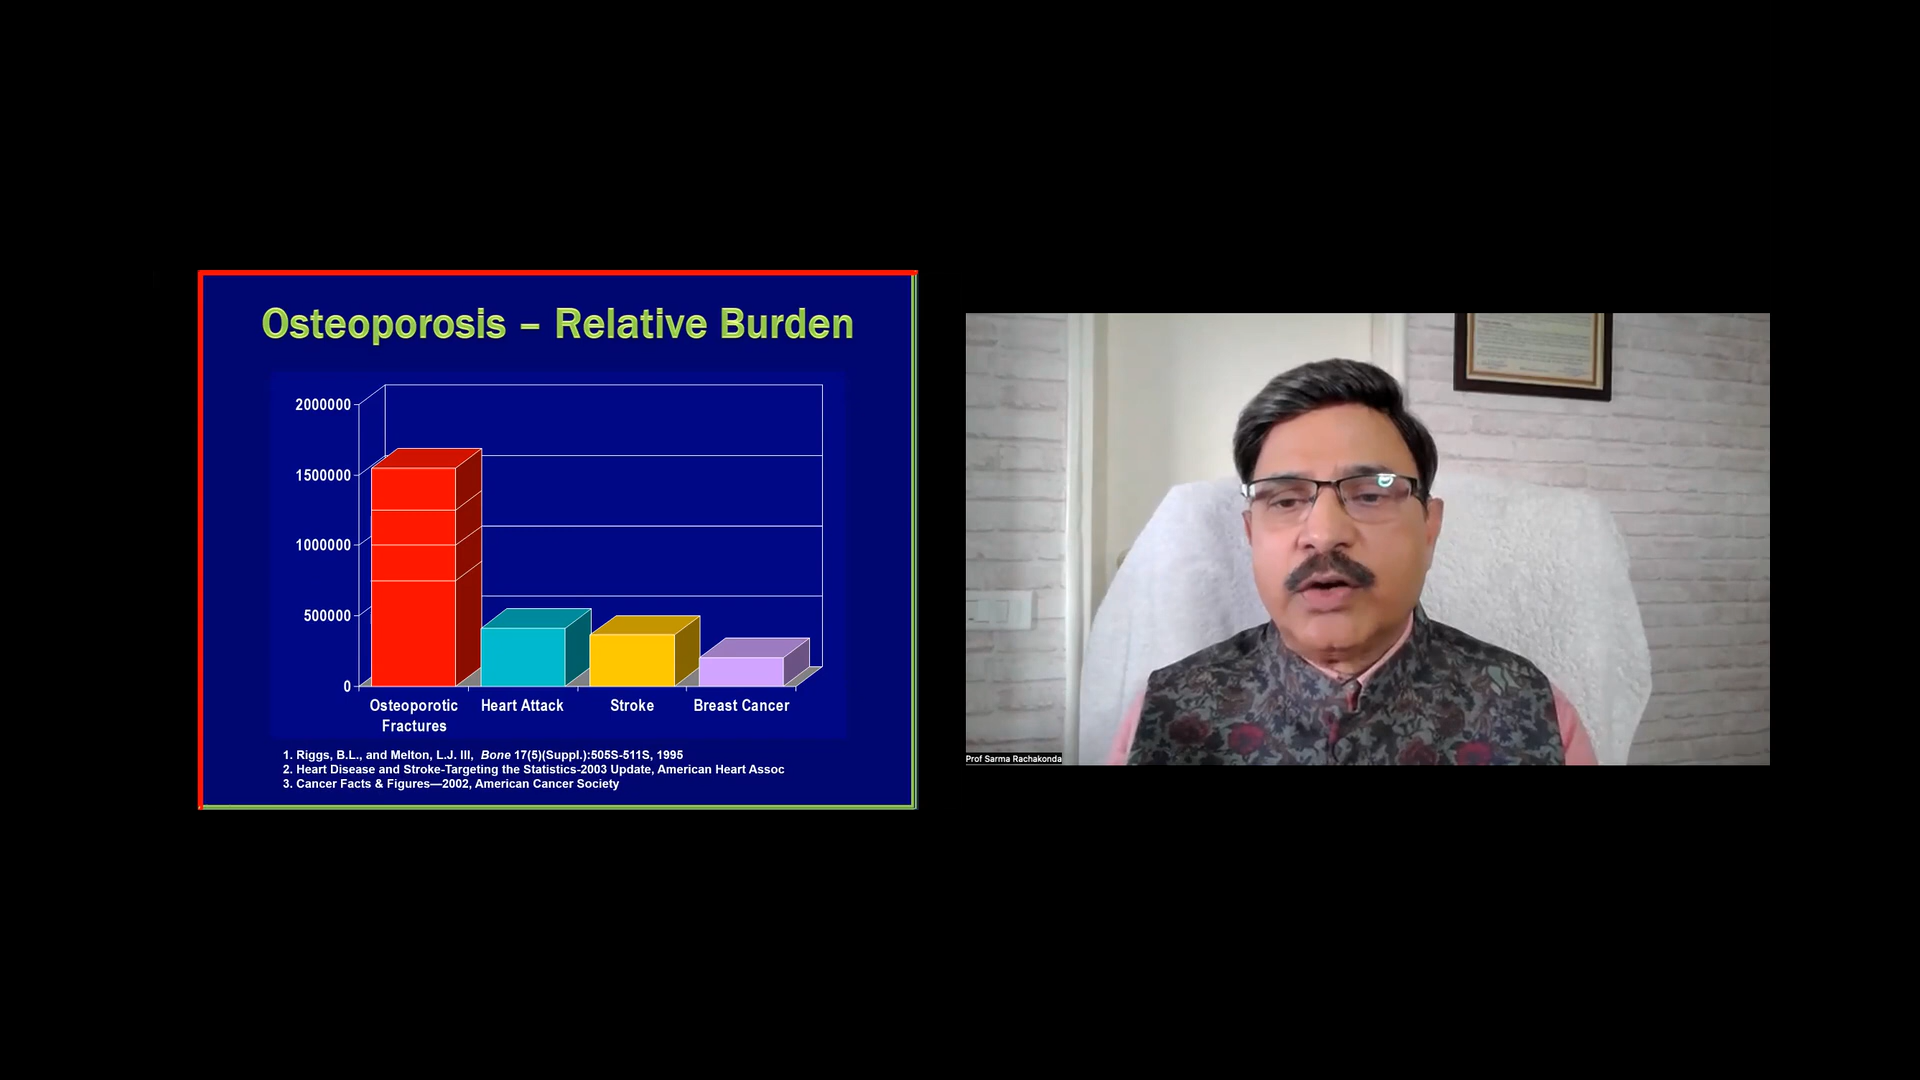 Osteoporosis – Relative Burden
2000000
1500000
1000000
500000
0
Osteoporotic
Fractures
Heart Attack
Stroke
Breast Cancer
1. Riggs, B.L., and Melton, L.J. III, Bone 17(5)(Suppl.):505S-511S, 1995
2. Heart Disease and Stroke-Targeting the Statistics-2003 Update, American Heart Assoc
3. Cancer Facts & Figures—2002, American Cancer Society
Prof Sarma Rachakonda